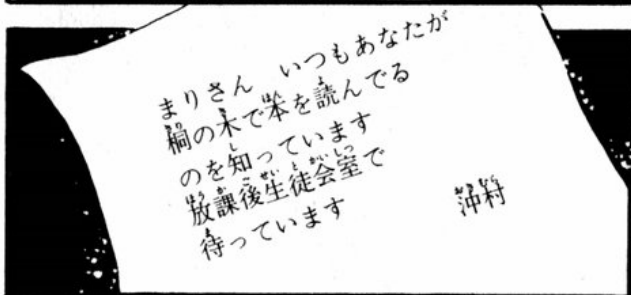 まりさん　いつもあなたが
桐の木で本を読んでる
のを知っています
放課後生徒会室で
待っています
沖村